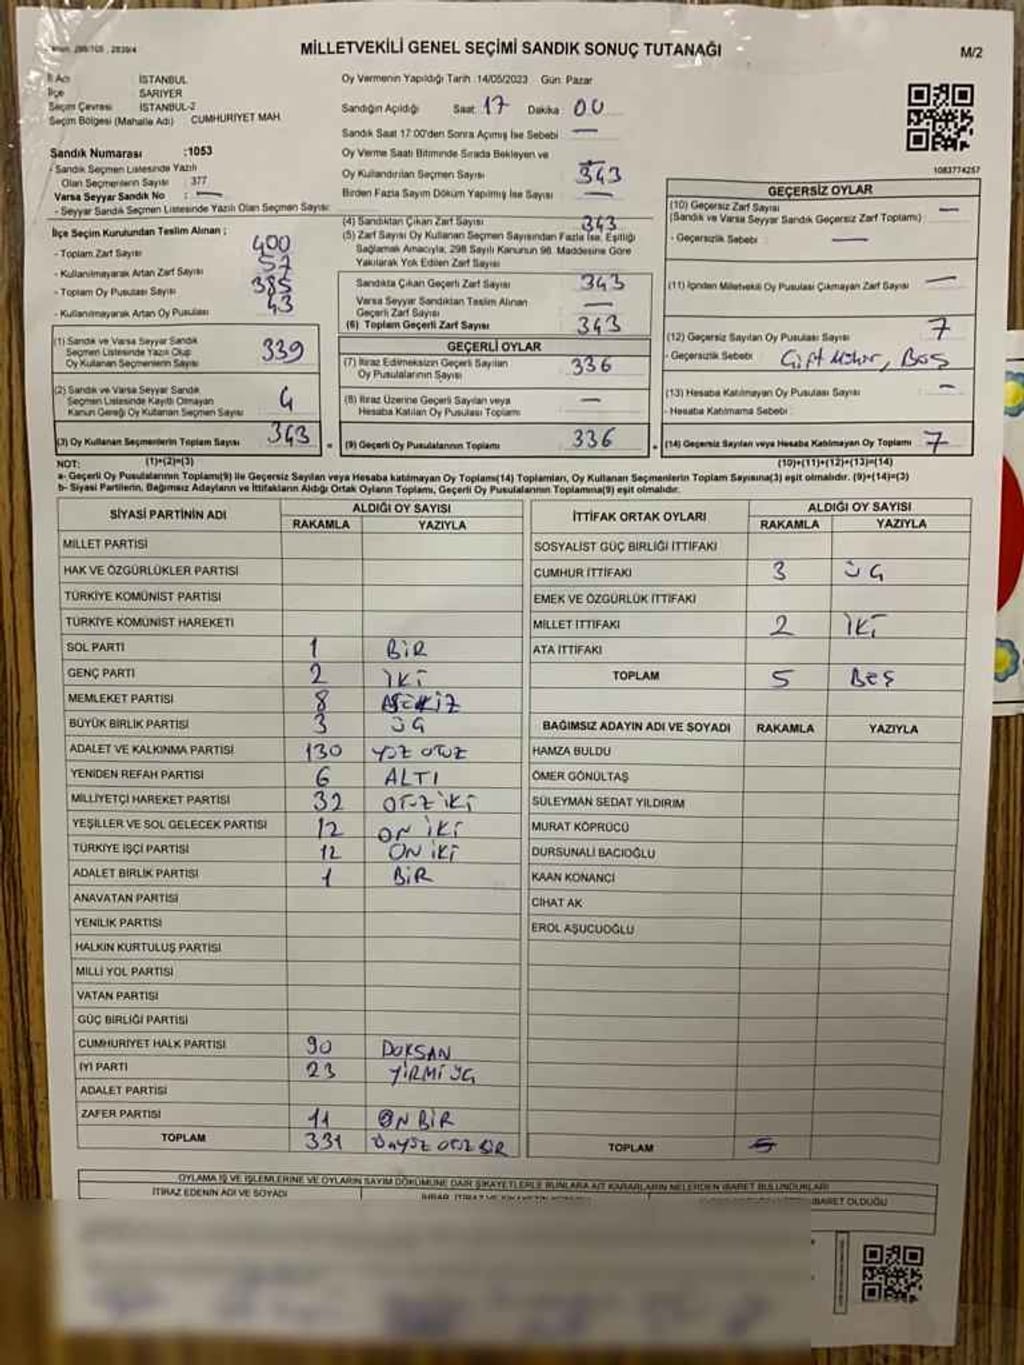 MİLLETVEKİLİ GENEL SEÇİMİ SANDIK SONUÇ TUTANAĞI
M/2
İl Adı : İSTANBUL
İlçe SARIYER
Seçim Çevresi İSTANBUL-2
Seçim Bölgesi (Mahalle Adı) CUMHURİYET MAH.
Sandık Numarası :1053
- Sandık Seçmen Listesinde Yazılı
Olan Seçmenlerin Sayısı : 377
Varsa Seyyar Sandık No : —
- Seyyar Sandık Seçmen Listesinde Yazılı Olan Seçmen Sayısı:
Oy Vermenin Yapıldığı Tarih :14/05/2023 Gün: Pazar
Sandığın Açıldığı Saat: 17 Dakika 00
Sandık Saat 17:00'den Sonra Açımış İse Sebebi : —
Oy Verme Saati Bitiminde Sırada Bekleyen ve
Oy Kullandırılan Seçmen Sayısı 343
Birden Fazla Sayım Döküm Yapılmış İse Sayısı —
1083774257
İlçe Seçim Kurulundan Teslim Alınan ;
- Toplam Zarf Sayısı 400
- Kullanılmayarak Artan Zarf Sayısı 57
- Toplam Oy Pusulası Sayısı 385
- Kullanılmayarak Artan Oy Pusulası 43
(1) Sandık ve Varsa Seyyar Sandık
Seçmen Listesinde Yazılı Olup
Oy Kullanan Seçmenlerin Sayısı 339
(2) Sandık ve Varsa Seyyar Sandık
Seçmen Listesinde Kayıtlı Olmayan
Kanun Gereği Oy Kullanan Seçmen Sayısı 4
(3) Oy Kullanan Seçmenlerin Toplam Sayısı 343
(1)+(2)=(3)
(4) Sandıktan Çıkan Zarf Sayısı 343
(5) Zarf Sayısı Oy Kullanan Seçmen Sayısından Fazla İse, Eşitliği
Sağlamak Amacıyla, 298 Sayılı Kanunun 98. Maddesine Göre
Yakılarak Yok Edilen Zarf Sayısı
Sandıkta Çıkan Geçerli Zarf Sayısı 343
Varsa Seyyar Sandıktan Teslim Alınan
Geçerli Zarf Sayısı —
(6) Toplam Geçerli Zarf Sayısı 343
GEÇERLİ OYLAR
(7) İtiraz Edilmeksizin Geçerli Sayılan
Oy Pusulalarının Sayısı 336
(8) İtiraz Üzerine Geçerli Sayılan veya
Hesaba Katılan Oy Pusulası Toplamı —
= (9) Geçerli Oy Pusulalarının Toplamı 336
GEÇERSİZ OYLAR
(10) Geçersiz Zarf Sayısı —
(Sandık ve Varsa Seyyar Sandık Geçersiz Zarf Toplamı)
- Geçersizlik Sebebi : —
(11) İçinden Milletvekili Oy Pusulası Çıkmayan Zarf Sayısı —
(12) Geçersiz Sayılan Oy Pusulası Sayısı 7
- Geçersizlik Sebebi : Çift Mühür, Boş
(13) Hesaba Katılmayan Oy Pusulası Sayısı —
- Hesaba Katılmama Sebebi :
(14) Geçersiz Sayılan veya Hesaba Katılmayan Oy Toplamı 7
(10)+(11)+(12)+(13)=(14)
NOT:
a- Geçerli Oy Pusulalarının Toplamı(9) ile Geçersiz Sayılan veya Hesaba katılmayan Oy Toplamı(14) Toplamları, Oy Kullanan Seçmenlerin Toplam Sayısına(3) eşit olmalıdır. (9)+(14)=(3)
b- Siyasi Partilerin, Bağımsız Adayların ve İttifakların Aldığı Ortak Oyların Toplamı, Geçerli Oy Pusulalarının Toplamına(9) eşit olmalıdır.
SİYASİ PARTİNİN ADI ALDIĞI OY SAYISI
RAKAMLA YAZIYLA
MİLLET PARTİSİ
HAK VE ÖZGÜRLÜKLER PARTİSİ
TÜRKİYE KOMÜNİST PARTİSİ
TÜRKİYE KOMÜNİST HAREKETİ
SOL PARTİ 1 BİR
GENÇ PARTİ 2 İKİ
MEMLEKET PARTİSİ 8 SEKİZ
BÜYÜK BİRLİK PARTİSİ 3 ÜÇ
ADALET VE KALKINMA PARTİSİ 130 YÜZ OTUZ
YENİDEN REFAH PARTİSİ 6 ALTI
MİLLİYETÇİ HAREKET PARTİSİ 32 OTUZ İKİ
YEŞİLLER VE SOL GELECEK PARTİSİ 12 ON İKİ
TÜRKİYE İŞÇİ PARTİSİ 12 ON İKİ
ADALET BİRLİK PARTİSİ 1 BİR
ANAVATAN PARTİSİ
YENİLİK PARTİSİ
HALKIN KURTULUŞ PARTİSİ
MİLLİ YOL PARTİSİ
VATAN PARTİSİ
GÜÇ BİRLİĞİ PARTİSİ
CUMHURİYET HALK PARTİSİ 90 DOKSAN
İYİ PARTİ 23 YİRMİ ÜÇ
ADALET PARTİSİ
ZAFER PARTİSİ 11 ON BİR
TOPLAM 331 ÜÇYÜZ OTUZ BİR
İTTİFAK ORTAK OYLARI ALDIĞI OY SAYISI
RAKAMLA YAZIYLA
SOSYALİST GÜÇ BİRLİĞİ İTTİFAKI
CUMHUR İTTİFAKI 3 ÜÇ
EMEK VE ÖZGÜRLÜK İTTİFAKI
MİLLET İTTİFAKI 2 İKİ
ATA İTTİFAKI
TOPLAM 5 BEŞ
BAĞIMSIZ ADAYIN ADI VE SOYADI RAKAMLA YAZIYLA
HAMZA BULDU
ÖMER GÖNÜLTAŞ
SÜLEYMAN SEDAT YILDIRIM
MURAT KÖPRÜCÜ
DURSUNALİ BACIOĞLU
KAAN KONANCI
CİHAT AK
EROL AŞUCUOĞLU
TOPLAM
OYLAMA İŞ VE İŞLEMLERİNE VE OYLARIN SAYIM DÖKÜMÜNE DAİR ŞİKAYETLERLE BUNLARA AİT KARARLARIN NELERDEN İBARET BULUNDUKLARI
İTİRAZ EDENİN ADI VE SOYADI
İBARET OLDUĞU